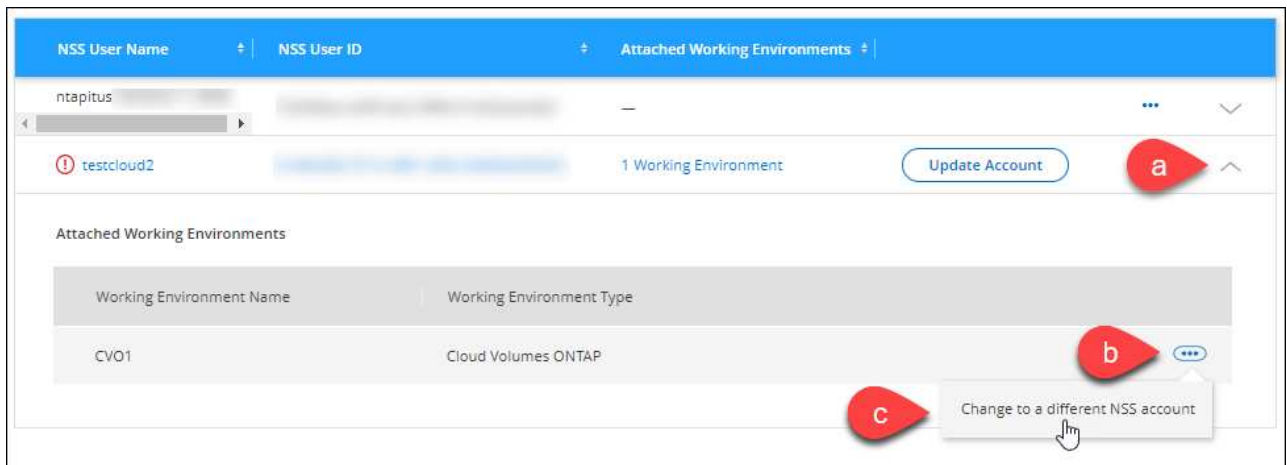 NSS User Name
NSS User ID
Attached Working Environments
ntapitus
—
...
testcloud2
1 Working Environment
Update Account
a
Attached Working Environments
Working Environment Name
Working Environment Type
CVO1
Cloud Volumes ONTAP
b
...
c
Change to a different NSS account